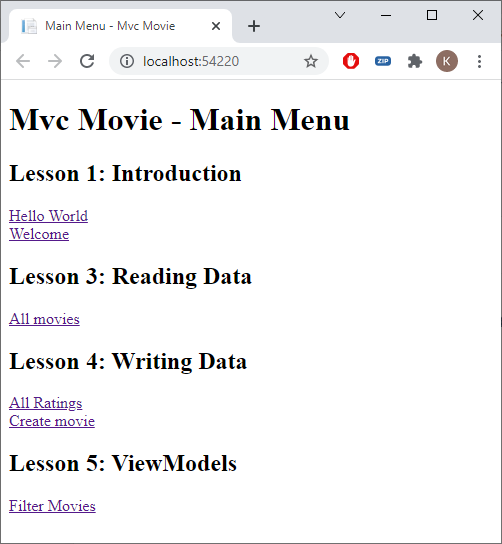 Main Menu - Mvc Movie
localhost:54220
ZIP
K
Mvc Movie - Main Menu
Lesson 1: Introduction
Hello World
Welcome
Lesson 3: Reading Data
All movies
Lesson 4: Writing Data
All Ratings
Create movie
Lesson 5: ViewModels
Filter Movies